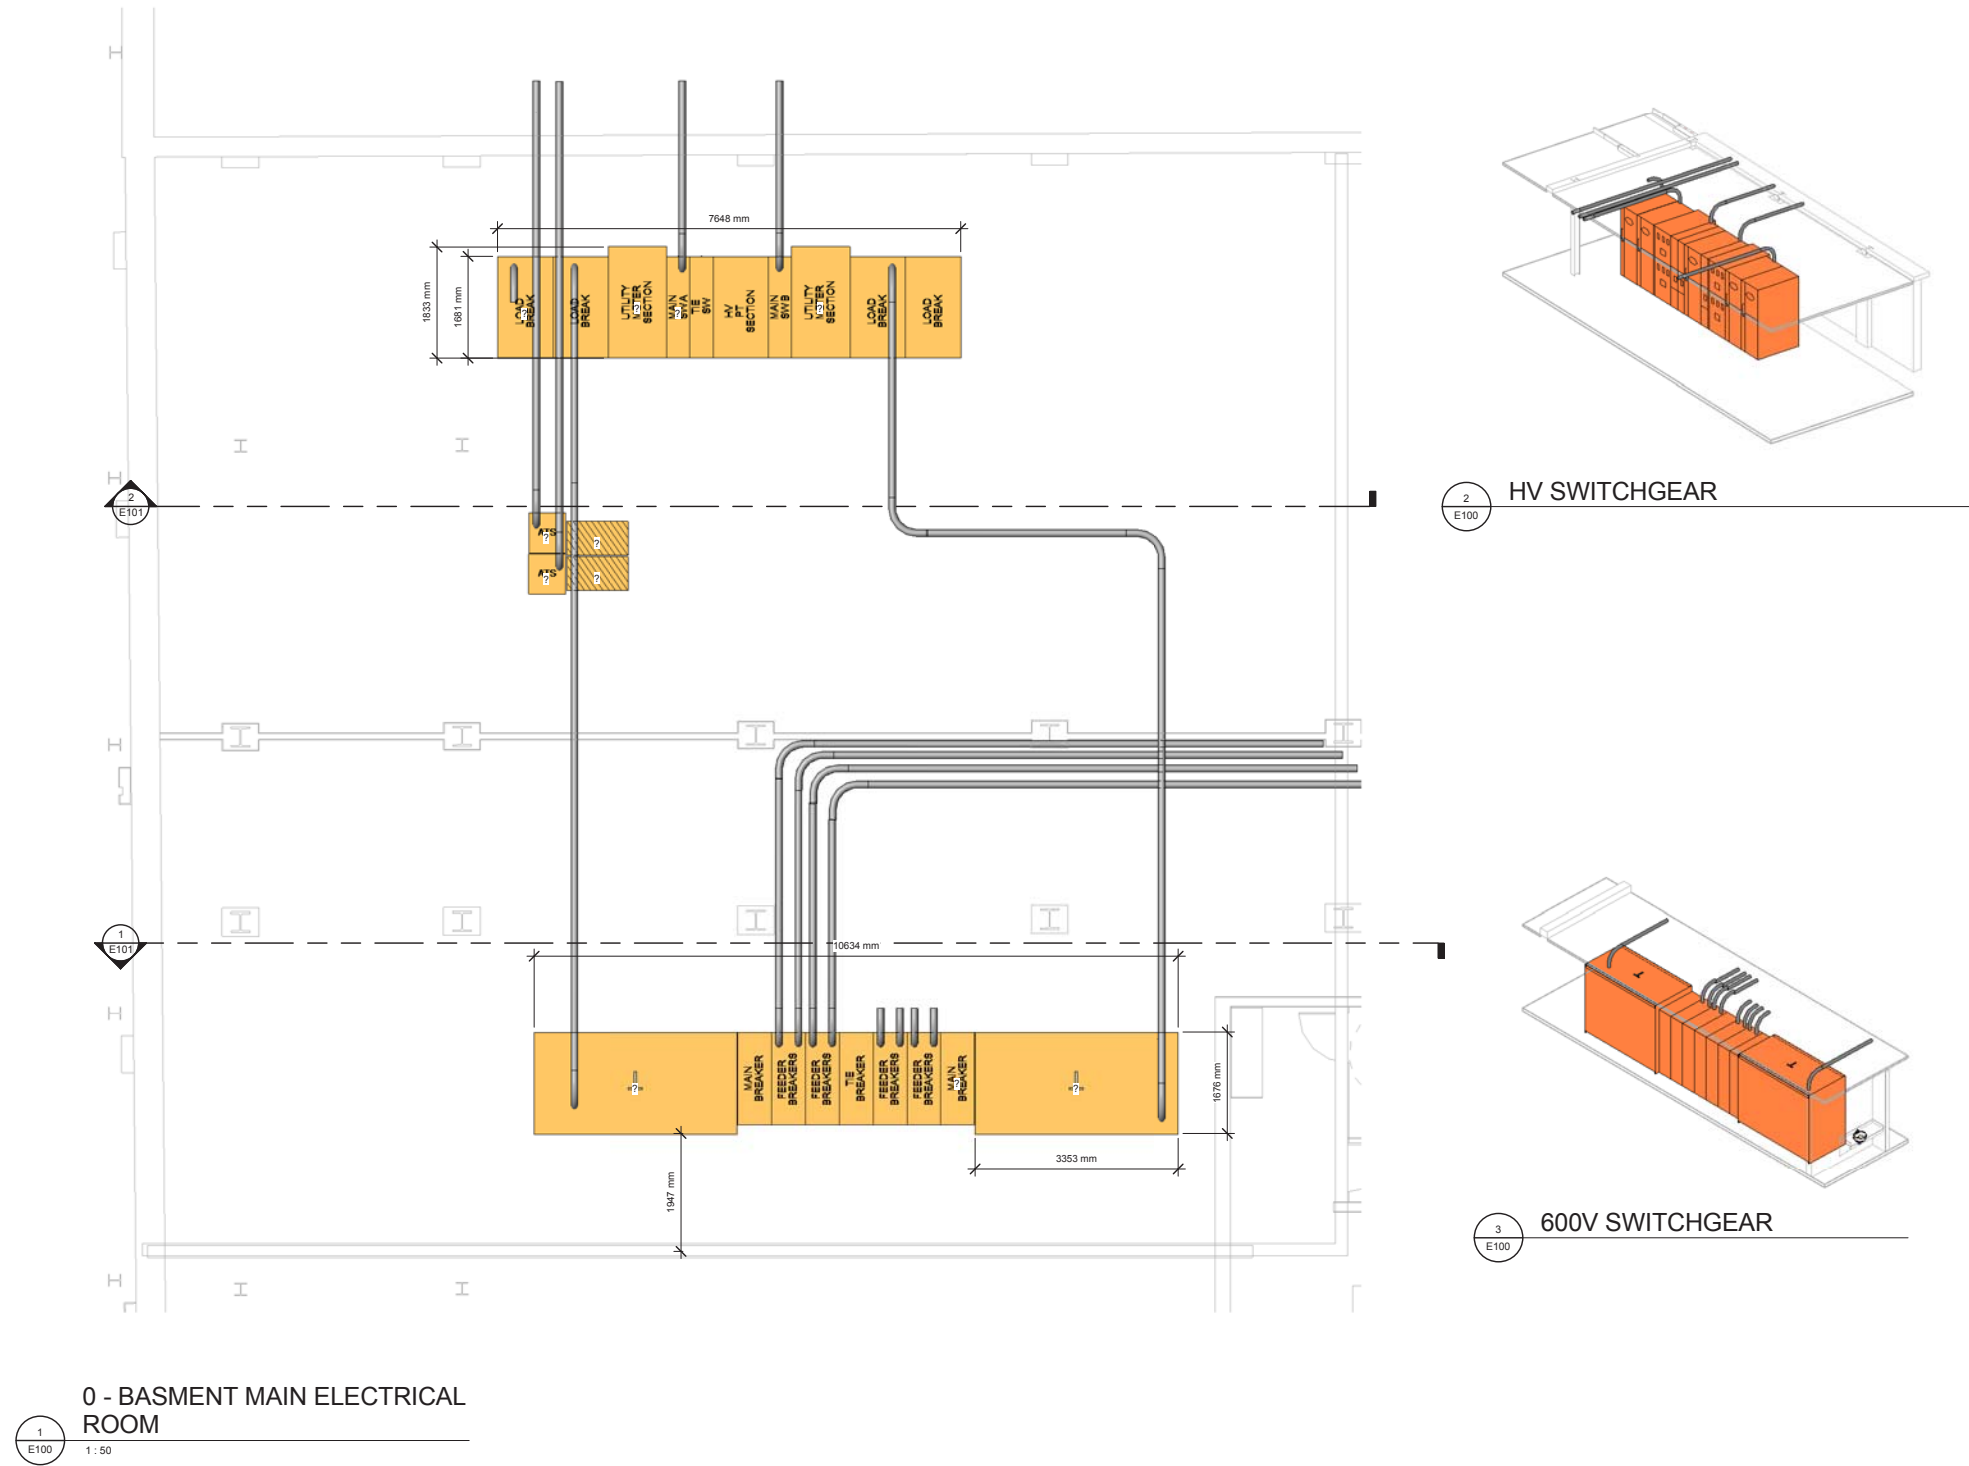 7648 mm
1833 mm
1681 mm
LOAD
BREAK
?
LOAD
BREAK
UTILITY
METER
SECTION
?
MAIN
SWA
?
TIE
SW
HV
PT
SECTION
MAIN
SWB
UTILITY
METER
SECTION
?
LOAD
BREAK
LOAD
BREAK
2
E101
ATS
?
?
ATS
?
?
1
E101
10634 mm
?
MAIN
BREAKER
FEEDER
BREAKERS
FEEDER
BREAKERS
TIE
BREAKER
FEEDER
BREAKERS
FEEDER
BREAKERS
MAIN
BREAKER
?
?
1676 mm
3353 mm
1947 mm
2
E100
HV SWITCHGEAR
3
E100
600V SWITCHGEAR
1
E100
0 - BASMENT MAIN ELECTRICAL
ROOM
1 : 50